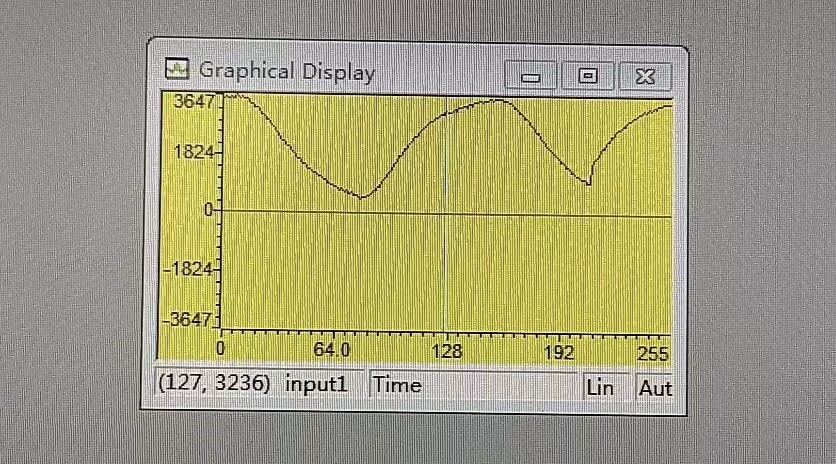 Graphical Display
3647
1824
0
-1824
-3647
0 64.0 128 192 255
(127, 3236) input1 Time Lin Aut